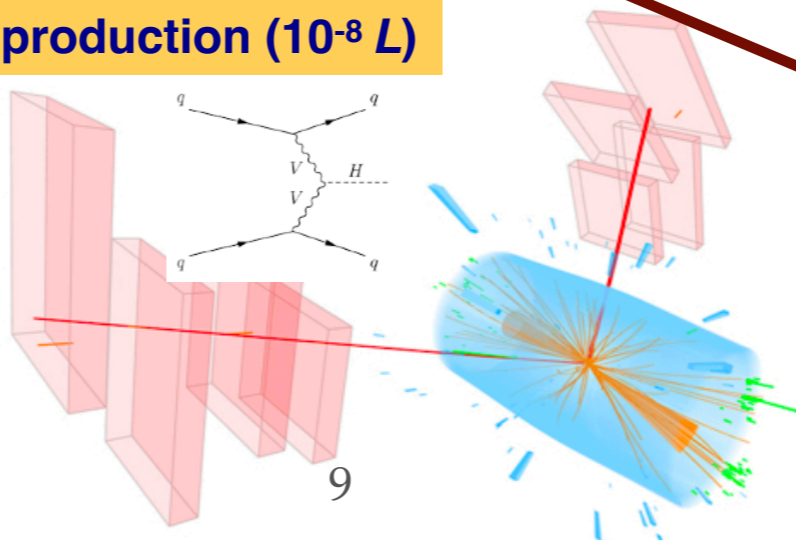 production (10⁻⁸ L)
q q
V H
V
q q
9